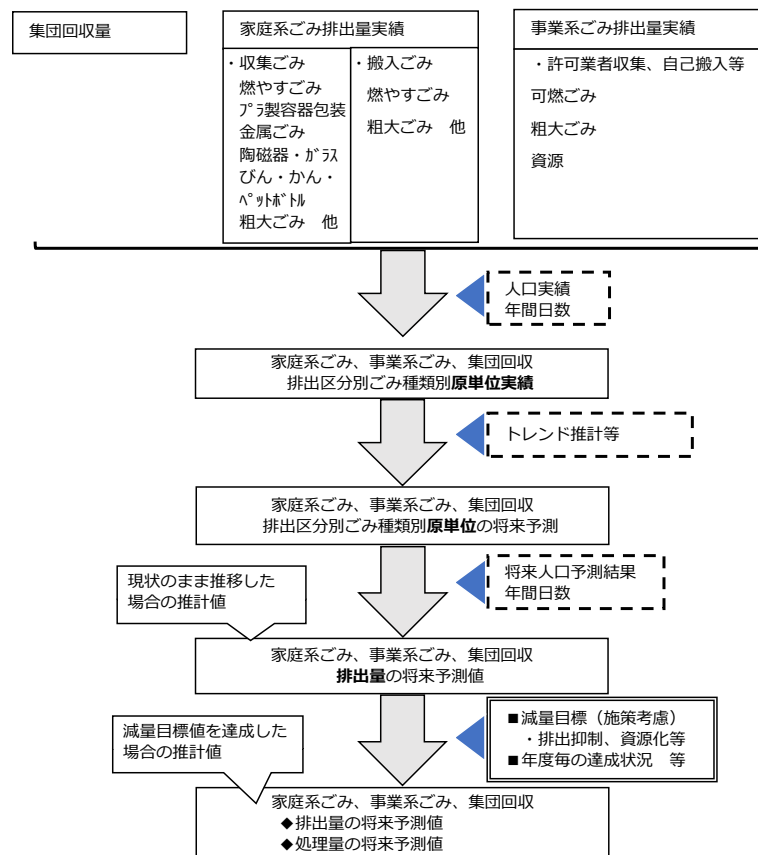 集団回収量
家庭系ごみ排出量実績
・収集ごみ
燃やすごみ
ﾌﾟﾗ製容器包装
金属ごみ
陶磁器・ｶﾞﾗｽ
びん・かん・
ﾍﾟｯﾄﾎﾞﾄﾙ
粗大ごみ　他
・搬入ごみ
燃やすごみ
粗大ごみ　他
事業系ごみ排出量実績
・許可業者収集、自己搬入等
可燃ごみ
粗大ごみ
資源
人口実績
年間日数
家庭系ごみ、事業系ごみ、集団回収
排出区分別ごみ種類別原単位実績
トレンド推計等
家庭系ごみ、事業系ごみ、集団回収
排出区分別ごみ種類別原単位の将来予測
将来人口予測結果
年間日数
現状のまま推移した
場合の推計値
家庭系ごみ、事業系ごみ、集団回収
排出量の将来予測値
■減量目標（施策考慮）
・排出抑制、資源化等
■年度毎の達成状況　等
減量目標値を達成した
場合の推計値
家庭系ごみ、事業系ごみ、集団回収
◆排出量の将来予測値
◆処理量の将来予測値